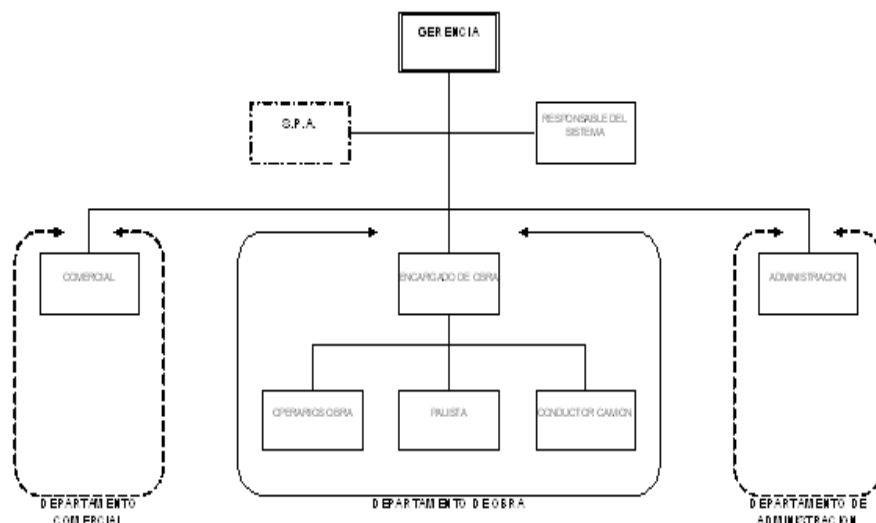 GERENCIA
S.P.A.
RESPONSABLE DEL
SISTEMA
COMERCIAL
ENCARGADO DE OBRA
ADMINISTRACION
OPERARIOS OBRA
PALISTA
CONDUCTOR CAMION
DEPARTAMENTO
COMERCIAL
DEPARTAMENTO DE OBRA
DEPARTAMENTO DE
ADMINISTRACION